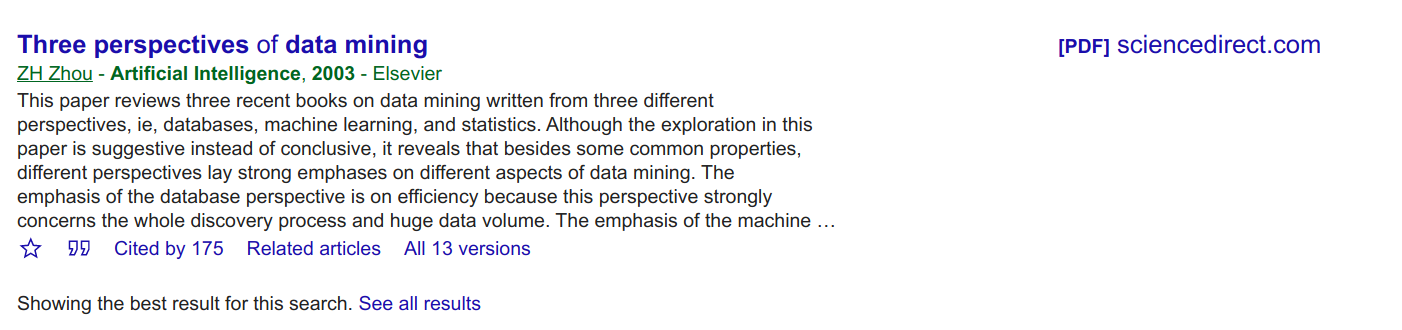 Three perspectives of data mining
[PDF] sciencedirect.com
ZH Zhou - Artificial Intelligence, 2003 - Elsevier
This paper reviews three recent books on data mining written from three different
perspectives, ie, databases, machine learning, and statistics. Although the exploration in this
paper is suggestive instead of conclusive, it reveals that besides some common properties,
different perspectives lay strong emphases on different aspects of data mining. The
emphasis of the database perspective is on efficiency because this perspective strongly
concerns the whole discovery process and huge data volume. The emphasis of the machine …
Cited by 175 Related articles All 13 versions
Showing the best result for this search. See all results